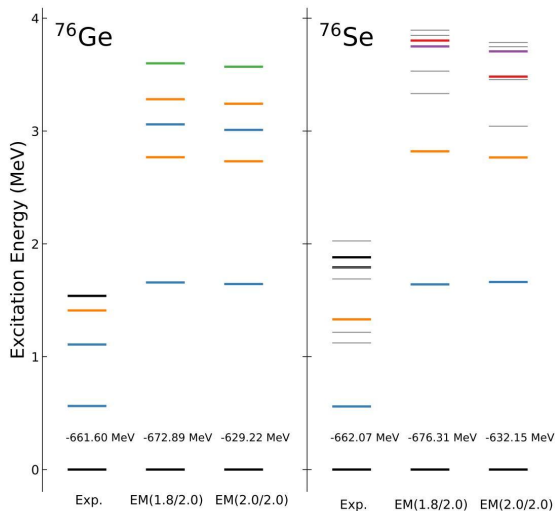 ⁷⁶Ge
⁷⁶Se
Excitation Energy (MeV)
4
3
2
1
0
-661.60 MeV
-672.89 MeV
-629.22 MeV
-662.07 MeV
-676.31 MeV
-632.15 MeV
Exp.
EM(1.8/2.0)
EM(2.0/2.0)
Exp.
EM(1.8/2.0)
EM(2.0/2.0)